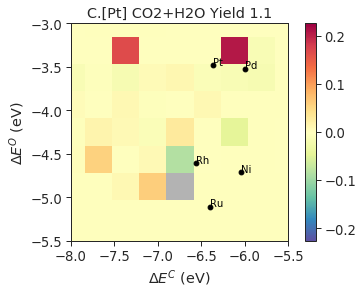 C.[Pt] CO2+H2O Yield 1.1
−3.0
−3.5
−4.0
−4.5
−5.0
−5.5
ΔE^O (eV)
Pt
Pd
Rh
Ni
Ru
−8.0 −7.5 −7.0 −6.5 −6.0 −5.5
ΔE^C (eV)
0.2
0.1
0.0
−0.1
−0.2